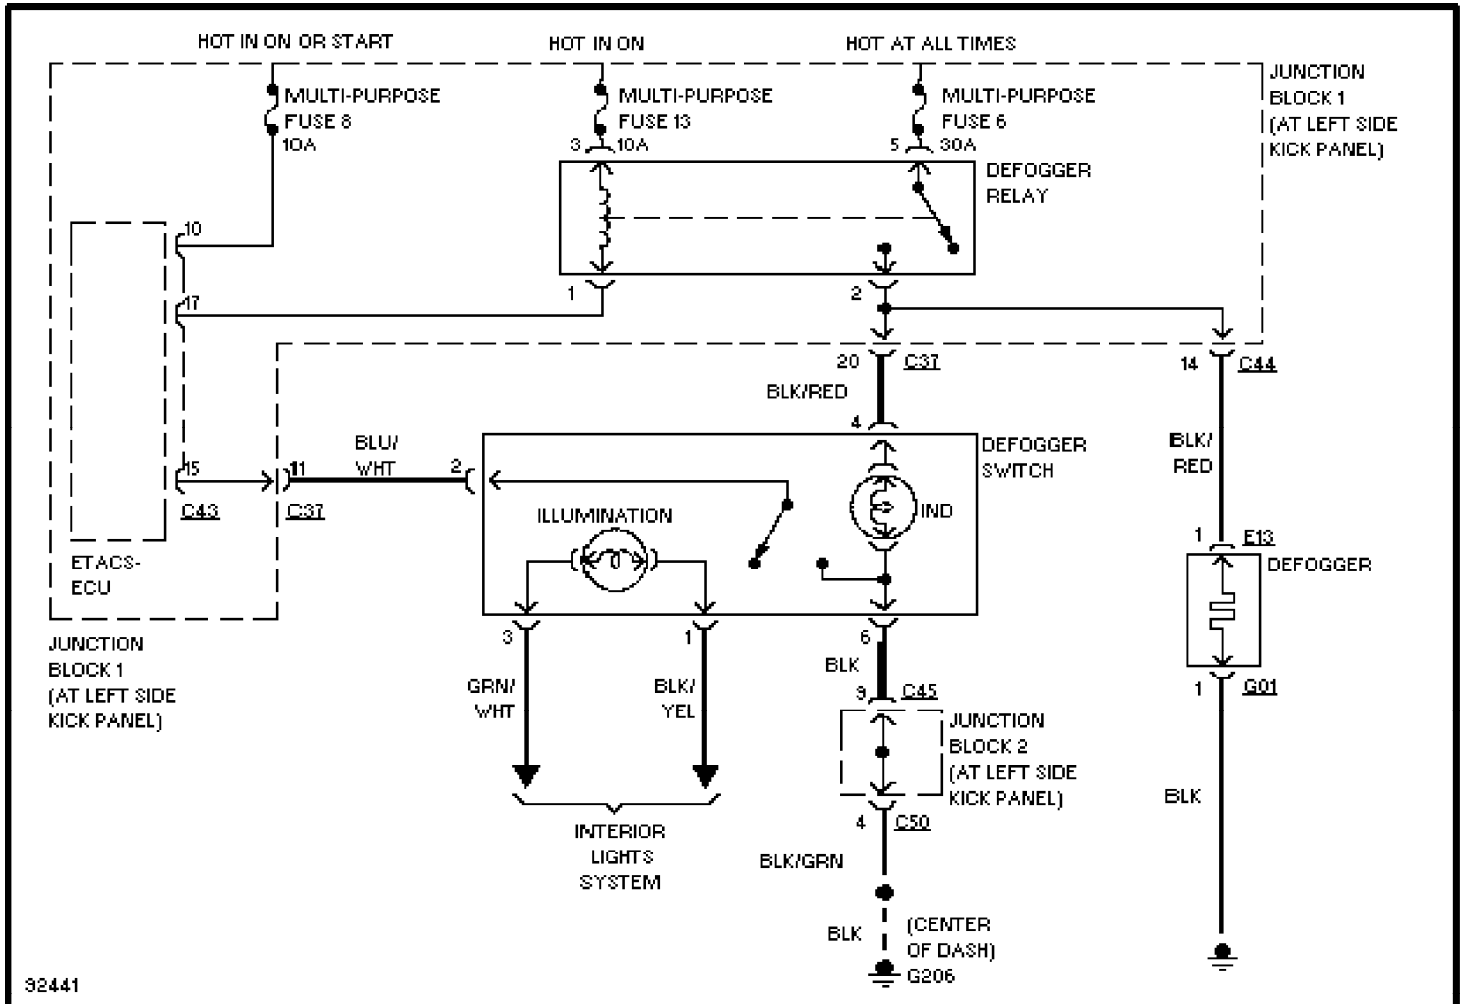 HOT IN ON OR START
HOT IN ON
HOT AT ALL TIMES
JUNCTION
BLOCK 1
(AT LEFT SIDE
KICK PANEL)
MULTI-PURPOSE
FUSE 8
10A
MULTI-PURPOSE
FUSE 13
10A
MULTI-PURPOSE
FUSE 6
30A
3
5
DEFOGGER
RELAY
10
17
1
2
20
C37
14
C44
BLK/RED
4
BLU/
WHT
2
DEFOGGER
SWITCH
BLK/
RED
15
C43
11
C37
ILLUMINATION
IND
1
E13
DEFOGGER
ETACS-
ECU
JUNCTION
BLOCK 1
(AT LEFT SIDE
KICK PANEL)
3
1
6
BLK
GRN/
WHT
BLK/
YEL
9
C45
1
G01
JUNCTION
BLOCK 2
(AT LEFT SIDE
KICK PANEL)
BLK
4
C50
INTERIOR
LIGHTS
SYSTEM
BLK/GRN
BLK
(CENTER
OF DASH)
G206
92441